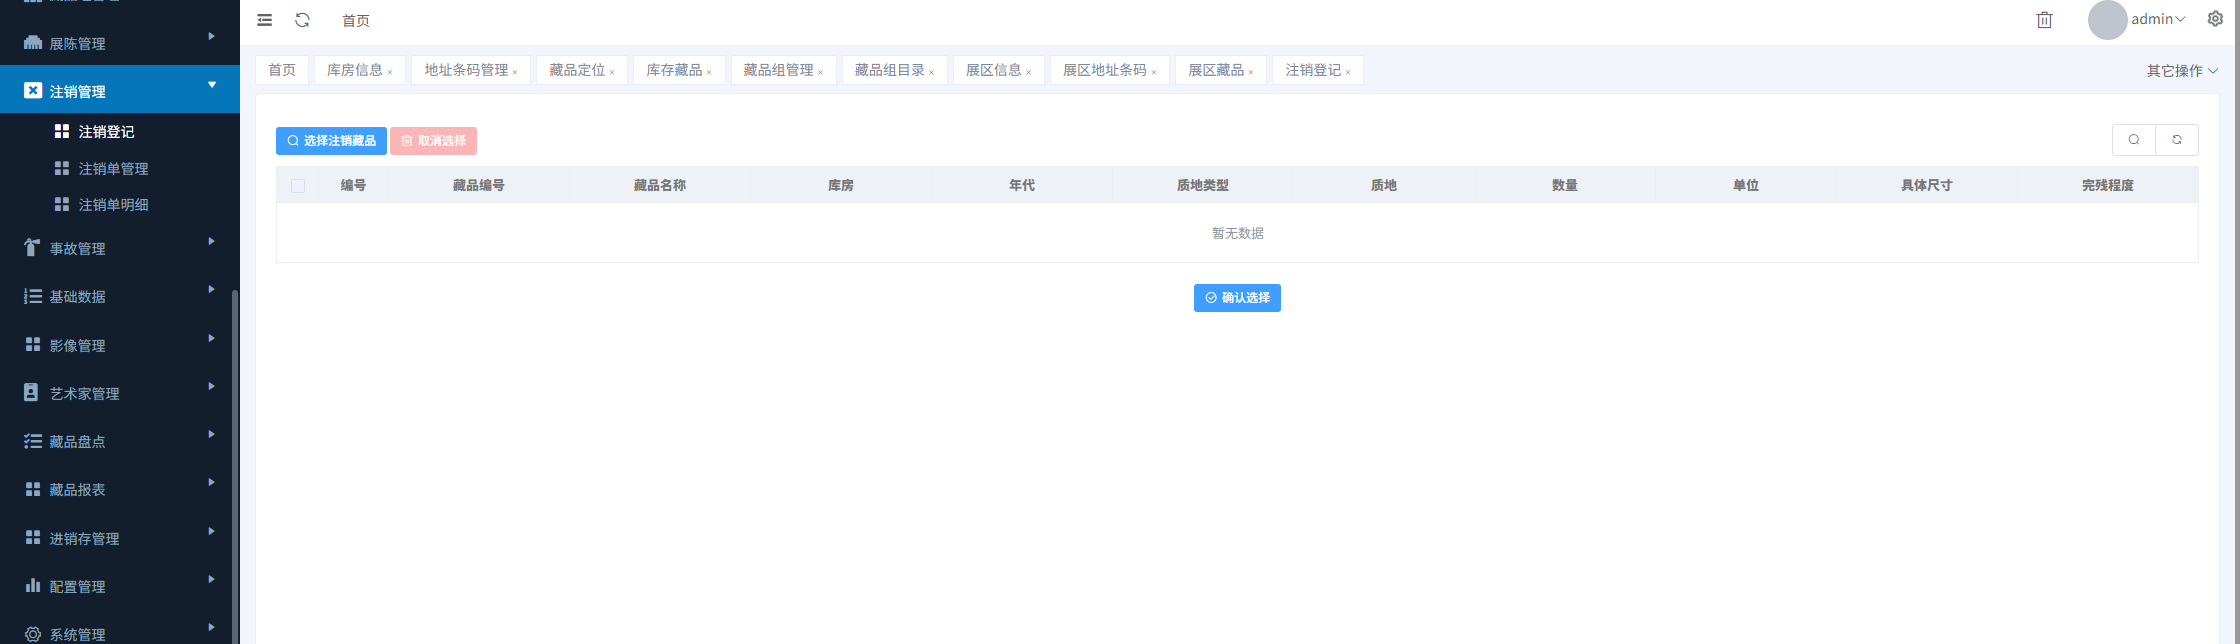 展陈管理
注销管理
注销登记
注销单管理
注销单明细
事故管理
基础数据
影像管理
艺术家管理
藏品盘点
藏品报表
进销存管理
配置管理
系统管理
首页
admin
首页 库房信息 × 地址条码管理 × 藏品定位 × 库存藏品 × 藏品组管理 × 藏品组目录 × 展区信息 × 展区地址条码 × 展区藏品 × 注销登记 × 其它操作
选择注销藏品 取消选择
编号 藏品编号 藏品名称 库房 年代 质地类型 质地 数量 单位 具体尺寸 完残程度
暂无数据
确认选择